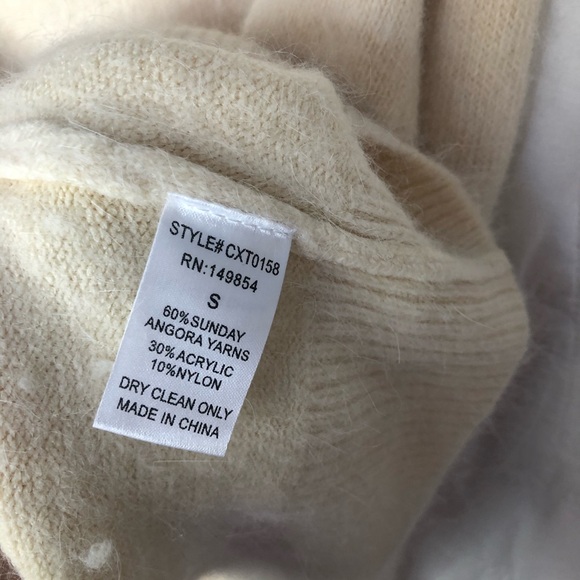 STYLE#CXT0158
RN:149854
S
60%SUNDAY
ANGORA YARNS
30%ACRYLIC
10%NYLON
DRY CLEAN ONLY
MADE IN CHINA